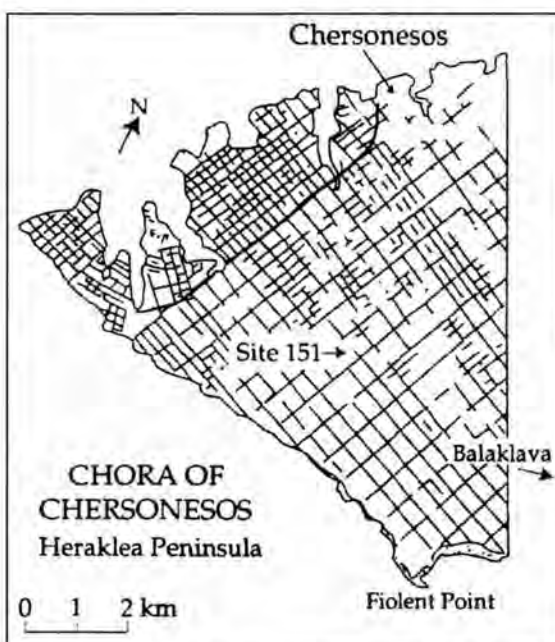 Chersonesos
N
Site 151→
Balaklava
CHORA OF
CHERSONESOS
Heraklea Peninsula
0 1 2 km
Fiolent Point